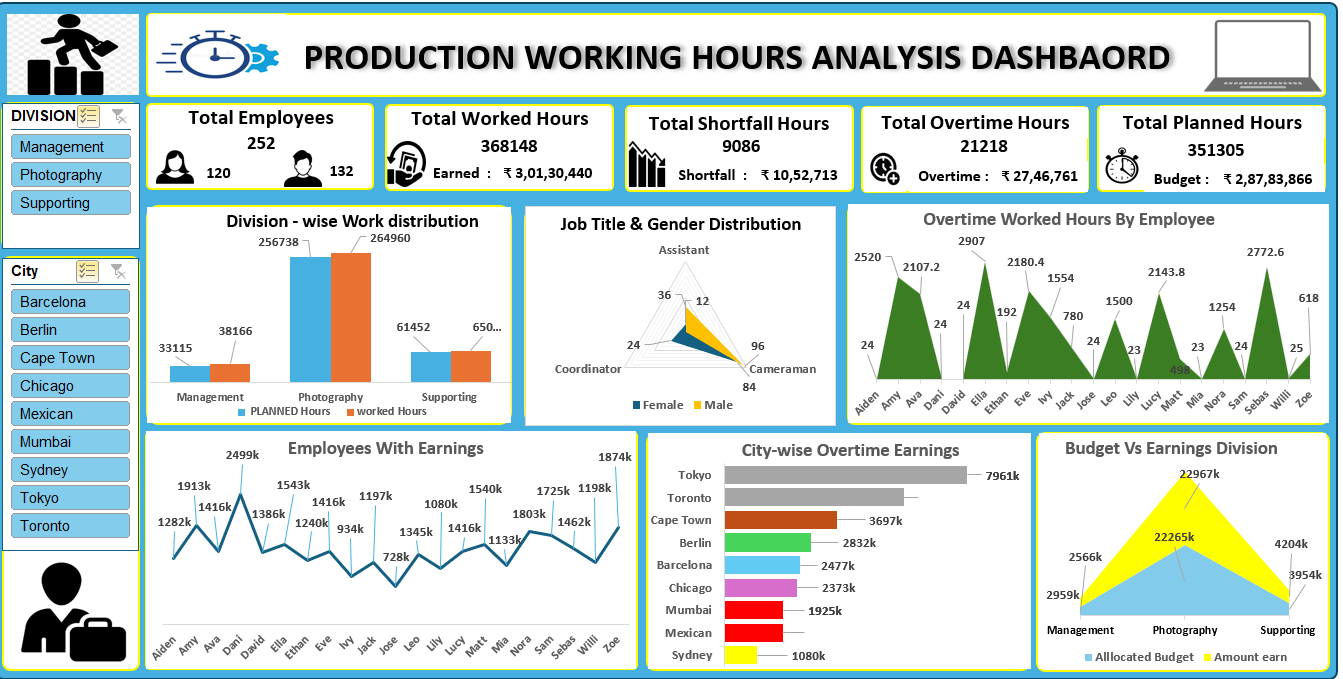 PRODUCTION WORKING HOURS ANALYSIS DASHBAORD
DIVISION
Management
Photography
Supporting
City
Barcelona
Berlin
Cape Town
Chicago
Mexican
Mumbai
Sydney
Tokyo
Toronto
Total Employees
252
120
132
Total Worked Hours
368148
Earned : ₹ 3,01,30,440
Total Shortfall Hours
9086
Shortfall : ₹ 10,52,713
Total Overtime Hours
21218
Overtime : ₹ 27,46,761
Total Planned Hours
351305
Budget : ₹ 2,87,83,866
Division - wise Work distribution
256738 264960
61452 650...
33115 38166
Management Photography Supporting
PLANNED Hours worked Hours
Job Title & Gender Distribution
Assistant
36 12
24 96
Coordinator Cameraman
84
Female Male
Overtime Worked Hours By Employee
2520 2107.2 24 24 2907 192 2180.4 1554 780 24 1500 23 2143.8 498 23 1254 24 2772.6 25 618
24
Aiden Amy Ava Dani David Ella Ethan Eve Ivy Jack Jose Leo Lily Lucy Matt Mia Nora Sam Sebas Willi Zoe
Employees With Earnings
1282k 1913k 1416k 2499k 1386k 1543k 1240k 1416k 934k 1197k 728k 1345k 1080k 1416k 1540k 1133k 1803k 1725k 1462k 1198k 1874k
Aiden Amy Ava Dani David Ella Ethan Eve Ivy Jack Jose Leo Lily Lucy Matt Mia Nora Sam Sebas Willi Zoe
City-wise Overtime Earnings
Tokyo 7961k
Toronto
Cape Town 3697k
Berlin 2832k
Barcelona 2477k
Chicago 2373k
Mumbai 1925k
Mexican
Sydney 1080k
Budget Vs Earnings Division
22967k
22265k
2566k 4204k
2959k 3954k
Management Photography Supporting
Alllocated Budget Amount earn